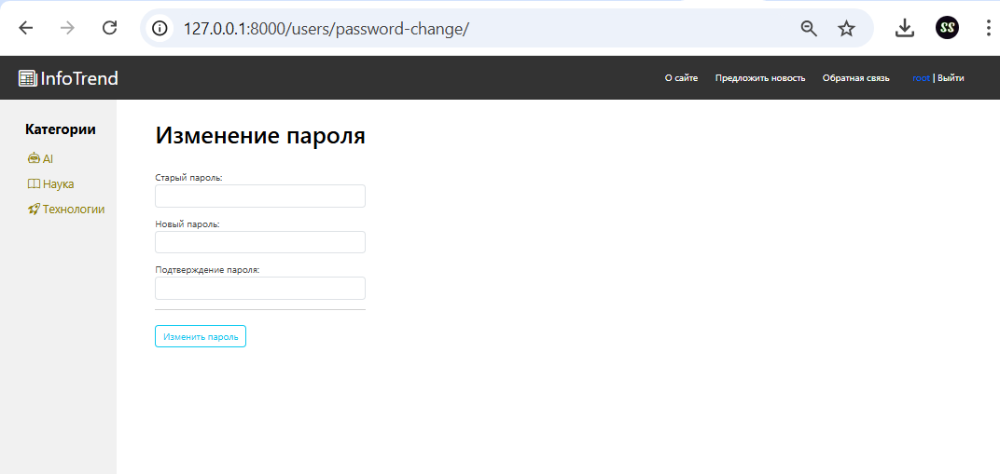 127.0.0.1:8000/users/password-change/
SS
InfoTrend
О сайте Предложить новость Обратная связь root | Выйти
Категории
AI
Наука
Технологии
Изменение пароля
Старый пароль:
Новый пароль:
Подтверждение пароля:
Изменить пароль